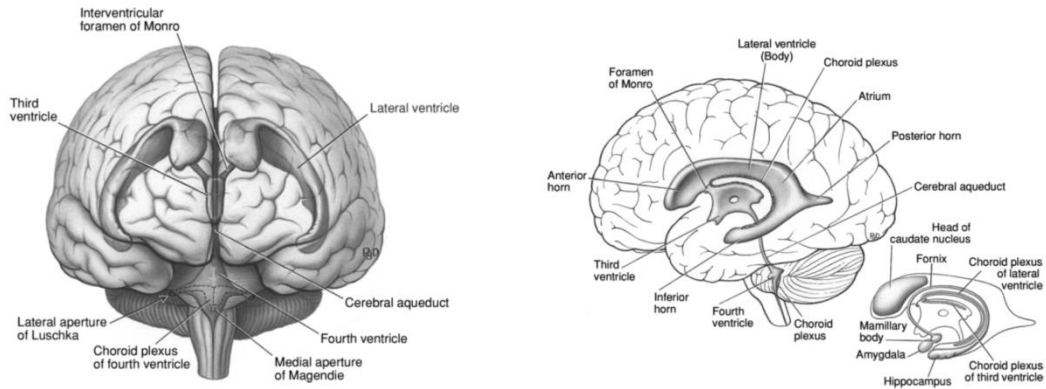 Interventricular
foramen of Monro
Third
ventricle
Lateral ventricle
Cerebral aqueduct
Lateral aperture
of Luschka
Fourth ventricle
Choroid plexus
of fourth ventricle
Medial aperture
of Magendie
Lateral ventricle
(Body)
Choroid plexus
Foramen
of Monro
Atrium
Posterior horn
Anterior
horn
Cerebral aqueduct
Third
ventricle
Inferior
horn
Fourth
ventricle
Choroid
plexus
Head of
caudate nucleus
Fornix
Choroid plexus
of lateral
ventricle
Mamillary
body
Amygdala
Hippocampus
Choroid plexus
of third ventricle